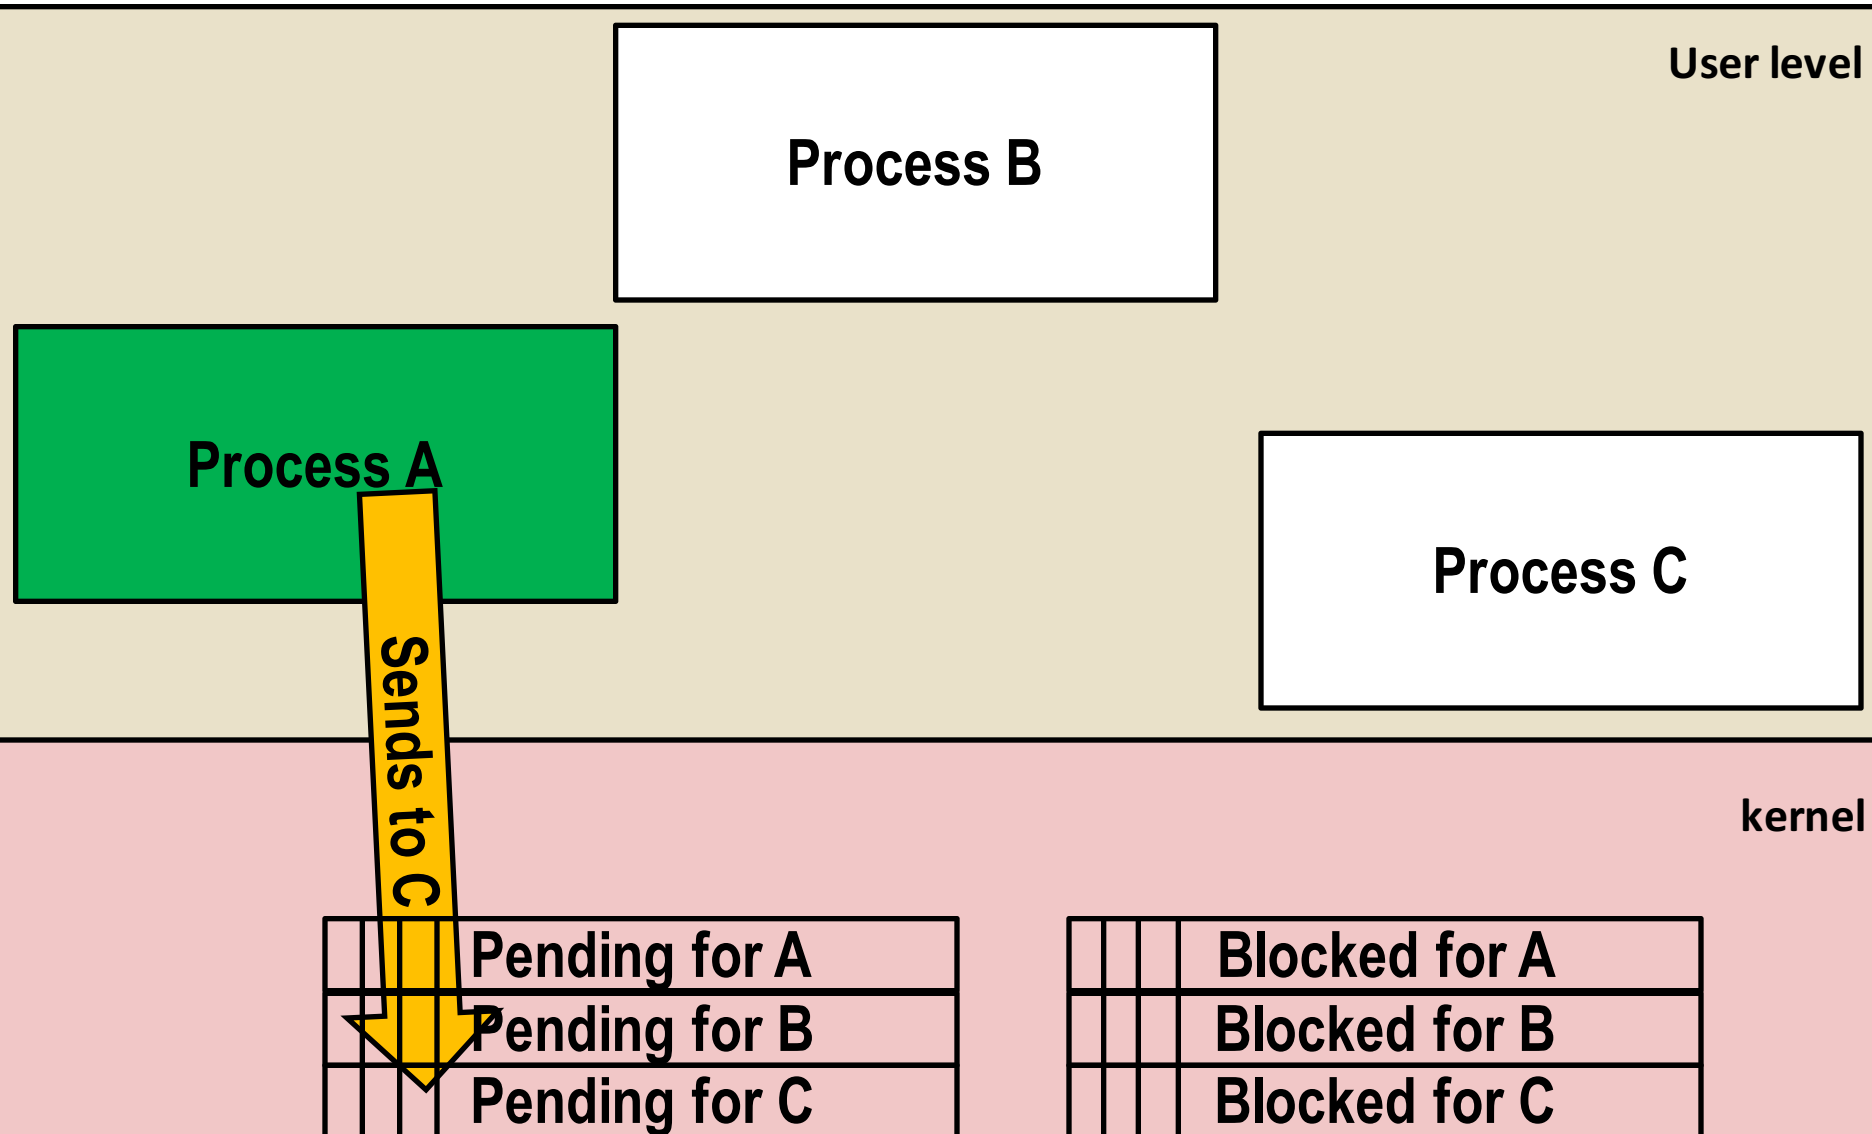 User level
Process B
Process A
Process C
Sends to C
kernel
Pending for A
Blocked for A
Pending for B
Blocked for B
Pending for C
Blocked for C